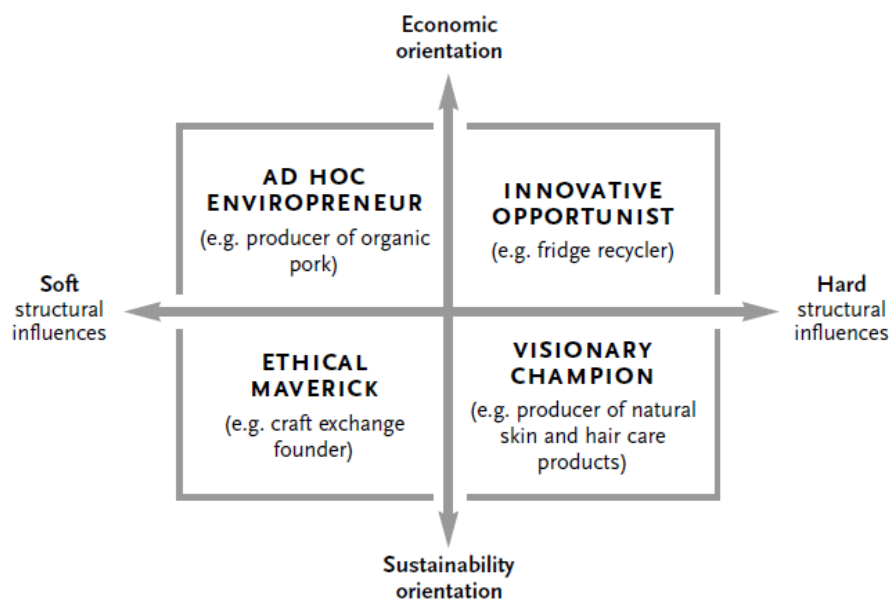 Economic
orientation
AD HOC
ENVIROPRENEUR
(e.g. producer of organic
pork)
INNOVATIVE
OPPORTUNIST
(e.g. fridge recycler)
Soft
structural
influences
Hard
structural
influences
ETHICAL
MAVERICK
(e.g. craft exchange
founder)
VISIONARY
CHAMPION
(e.g. producer of natural
skin and hair care
products)
Sustainability
orientation